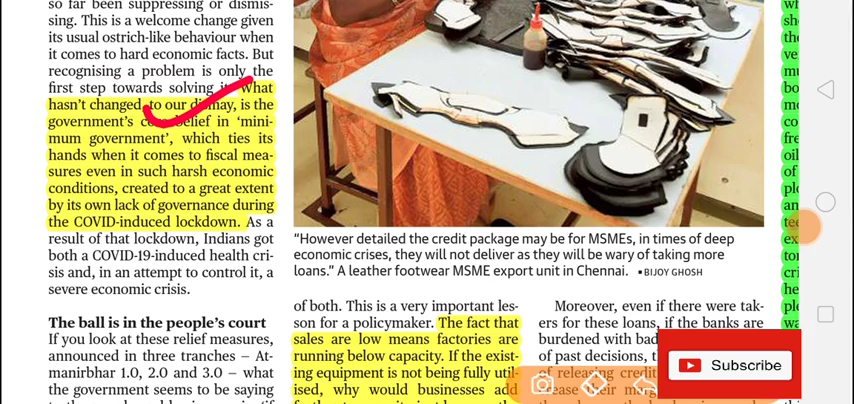 so far been suppressing or dismis-
sing. This is a welcome change given
its usual ostrich-like behaviour when
it comes to hard economic facts. But
recognising a problem is only the
first step towards solving it. What
hasn't changed, to our dismay, is the
government's core belief in ‘mini-
mum government’, which ties its
hands when it comes to fiscal mea-
sures even in such harsh economic
conditions, created to a great extent
by its own lack of governance during
the COVID-induced lockdown. As a
result of that lockdown, Indians got
both a COVID-19-induced health cri-
sis and, in an attempt to control it, a
severe economic crisis.
The ball is in the people's court
If you look at these relief measures,
announced in three tranches – At-
manirbhar 1.0, 2.0 and 3.0 – what
the government seems to be saying
“However detailed the credit package may be for MSMEs, in times of deep
economic crises, they will not deliver as they will be wary of taking more
loans.” A leather footwear MSME export unit in Chennai. ▪ BIJOY GHOSH
of both. This is a very important les-
son for a policymaker. The fact that
sales are low means factories are
running below capacity. If the exist-
ing equipment is not being fully util-
ised, why would businesses add
Moreover, even if there were tak-
ers for these loans, if the banks are
burdened with bad
of past decisions, t
of releasing credit
crease their
Subscribe